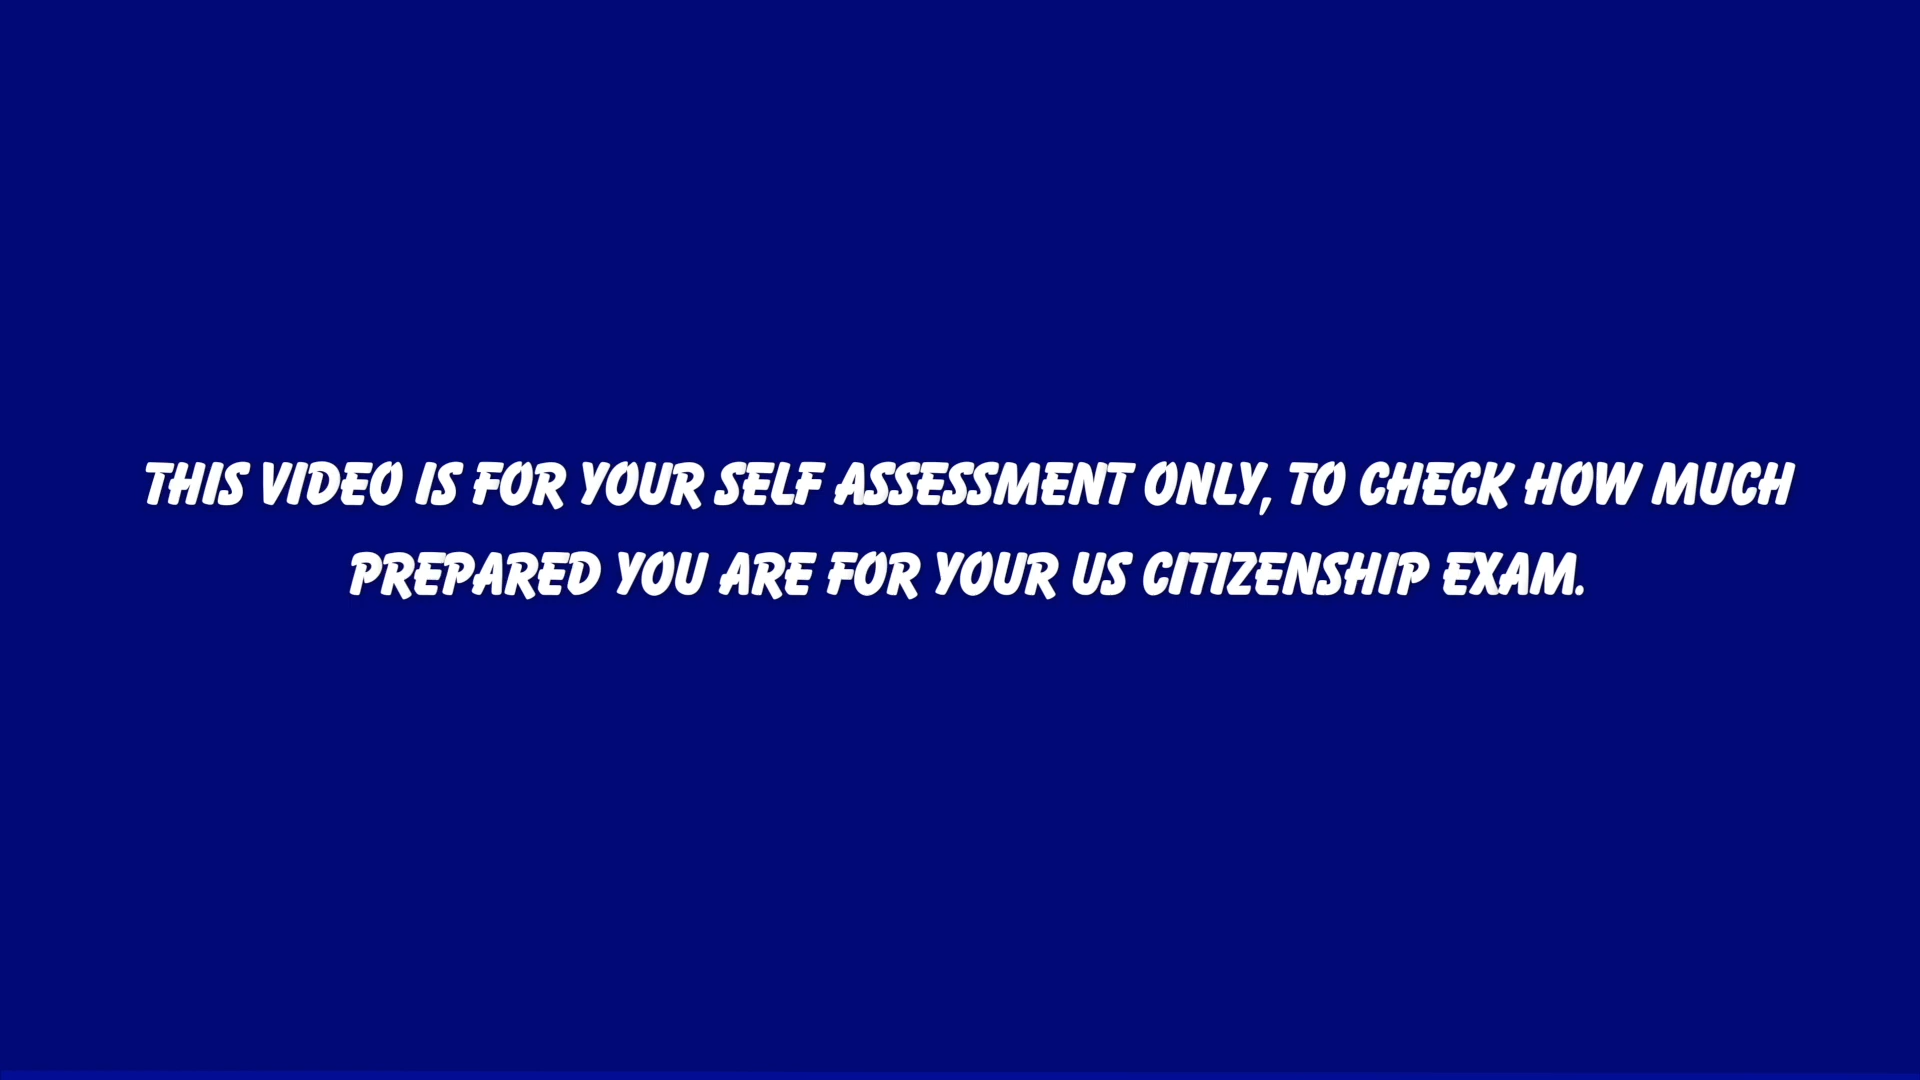 THIS VIDEO IS FOR YOUR SELF ASSESSMENT ONLY, TO CHECK HOW MUCH
PREPARED YOU ARE FOR YOUR US CITIZENSHIP EXAM.